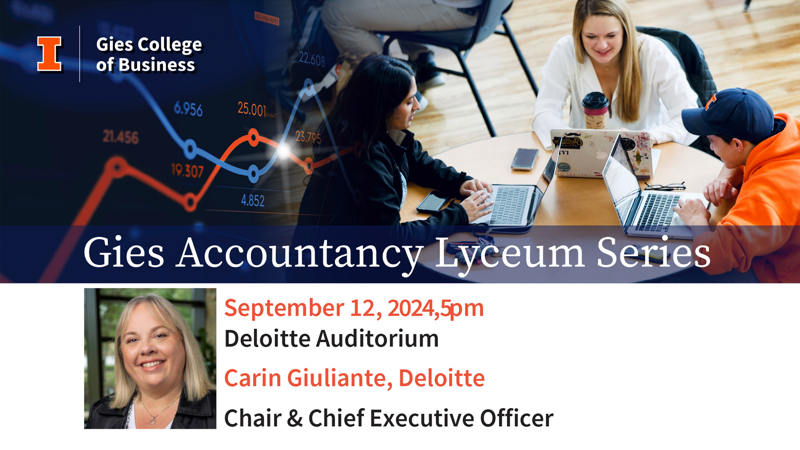 Gies College
of Business
22.608
6.956
25.001
21.456
23.795
19.307
4.852
Gies Accountancy Lyceum Series
September 12, 2024,5pm
Deloitte Auditorium
Carin Giuliante, Deloitte
Chair & Chief Executive Officer